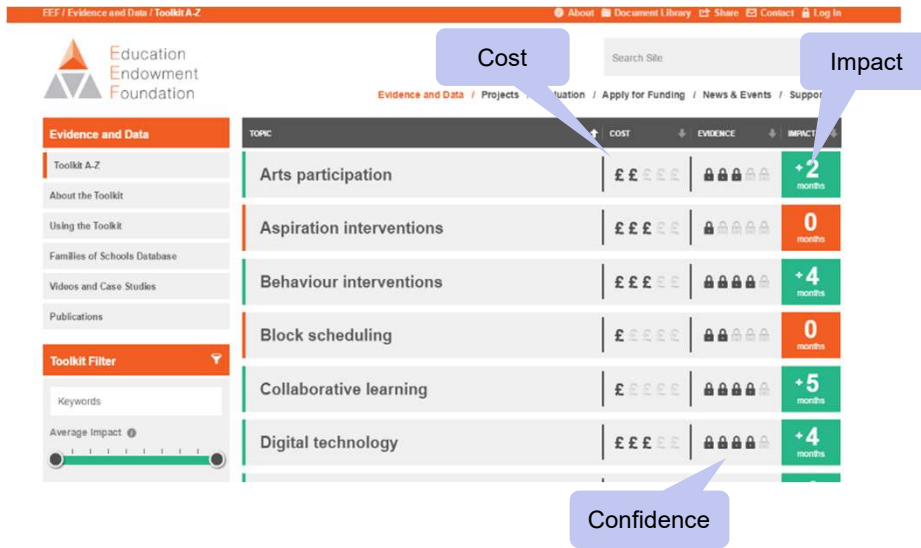 EEF / Evidence and Data / Toolkit A-Z
About Document Library Share Contact Log In
Education
Endowment
Foundation
Cost
Search Site
Impact
Evidence and Data / Projects / / Apply for Funding / News & Events /
Evidence and Data
Toolkit A-Z
About the Toolkit
Using the Toolkit
Families of Schools Database
Videos and Case Studies
Publications
Toolkit Filter
Keywords
Average Impact
TOPIC COST EVIDENCE IMPACT
Arts participation £££££ +2 months
Aspiration interventions £££££ 0 months
Behaviour interventions £££££ +4 months
Block scheduling £££££ 0 months
Collaborative learning £££££ +5 months
Digital technology £££££ +4 months
Confidence